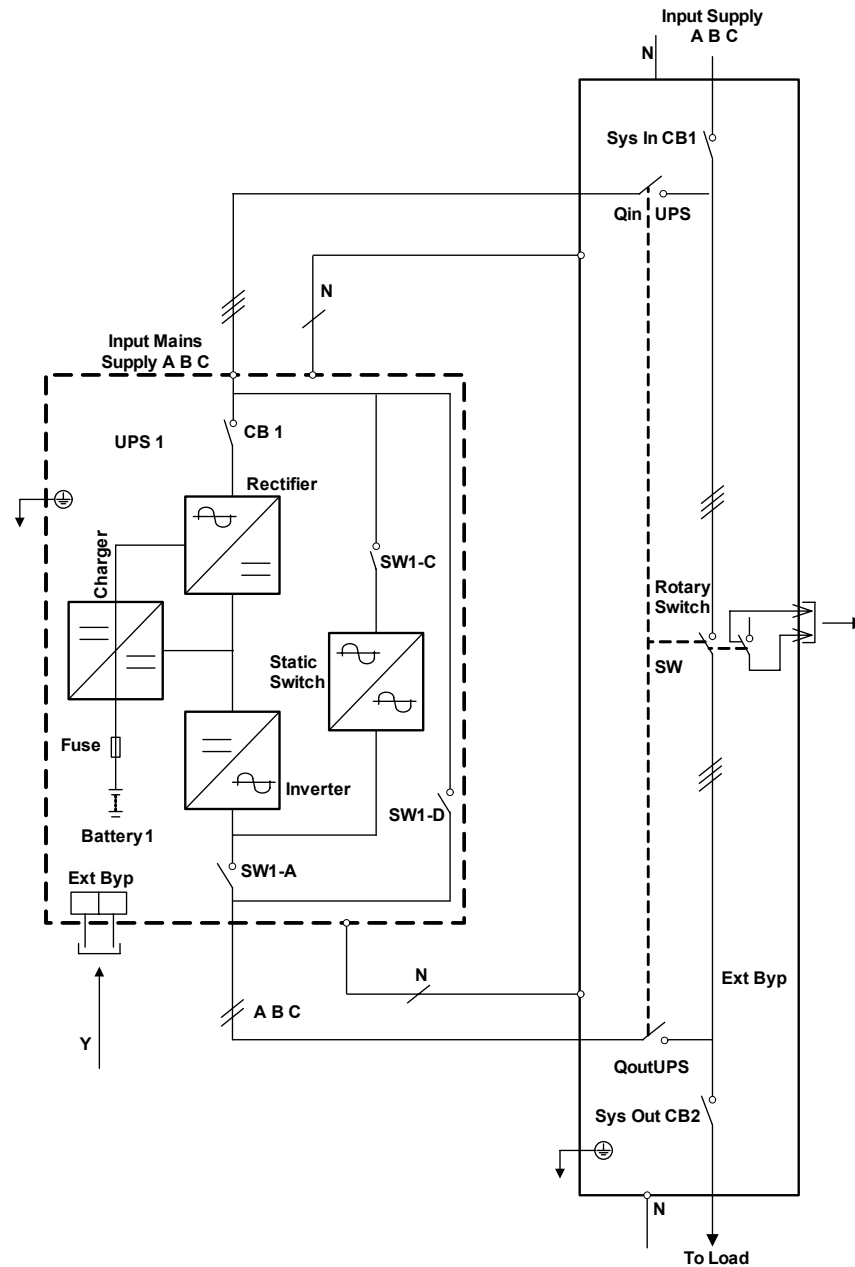 Input Supply
A B C
N
Sys In CB1
Qin UPS
N
Input Mains
Supply A B C
UPS 1
CB 1
Rectifier
Charger
SW1-C
Rotary
Switch
SW
Static
Switch
Fuse
Inverter
SW1-D
Battery 1
SW1-A
Ext Byp
N
Ext Byp
A B C
Y
QoutUPS
Sys Out CB2
N
To Load